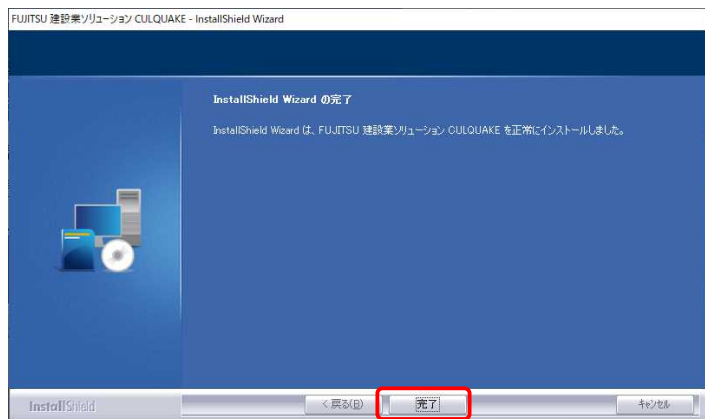 FUJITSU 建設業ソリューション CULQUAKE - InstallShield Wizard
InstallShield Wizard の完了
InstallShield Wizard は、FUJITSU 建設業ソリューション CULQUAKE を正常にインストールしました。
InstallShield
< 戻る(B)
完了
キャンセル